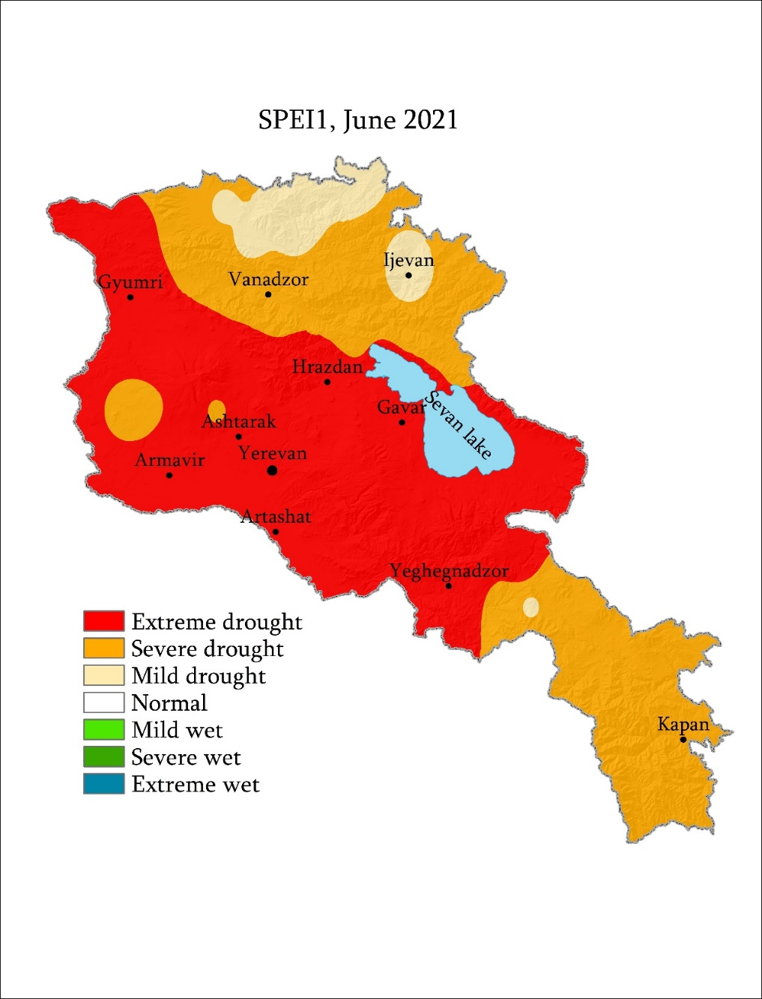 SPEI1, June 2021
Ijevan
Vanadzor
Gyumri
Hrazdan
Gavar
Sevan lake
Ashtarak
Yerevan
Armavir
Artashat
Yeghegnadzor
Extreme drought
Severe drought
Mild drought
Normal
Mild wet
Severe wet
Extreme wet
Kapan